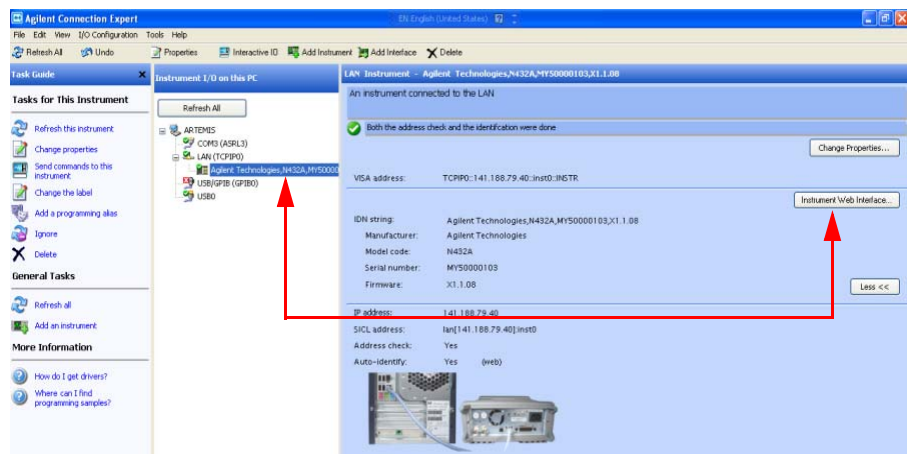 Agilent Connection Expert
EN English (United States)
File Edit View I/O Configuration Tools Help
Refresh All Undo Properties Interactive IO Add Instrument Add Interface Delete
Task Guide
Tasks for This Instrument
Refresh this instrument
Change properties
Send commands to this
instrument
Change the label
Add a programming alias
Ignore
Delete
General Tasks
Refresh all
Add an instrument
More Information
How do I get drivers?
Where can I find
programming samples?
Instrument I/O on this PC
Refresh All
ARTEMIS
COM3 (ASRL3)
LAN (TCPIP0)
Agilent Technologies,N432A,MY50000
USB/GPIB (GPIB0)
USB0
LAN Instrument - Agilent Technologies,N432A,MY50000103,X1.1.08
An instrument connected to the LAN
Both the address check and the identifcation were done
Change Properties...
VISA address: TCPIP0::141.188.79.40::inst0::INSTR
Instrument Web Interface...
IDN string: Agilent Technologies,N432A,MY50000103,X1.1.08
Manufacturer: Agilent Technologies
Model code: N432A
Serial number: MY50000103
Firmware: X1.1.08
Less <<
IP address: 141.188.79.40
SICL address: lan[141.188.79.40]:inst0
Address check: Yes
Auto-identify: Yes (web)